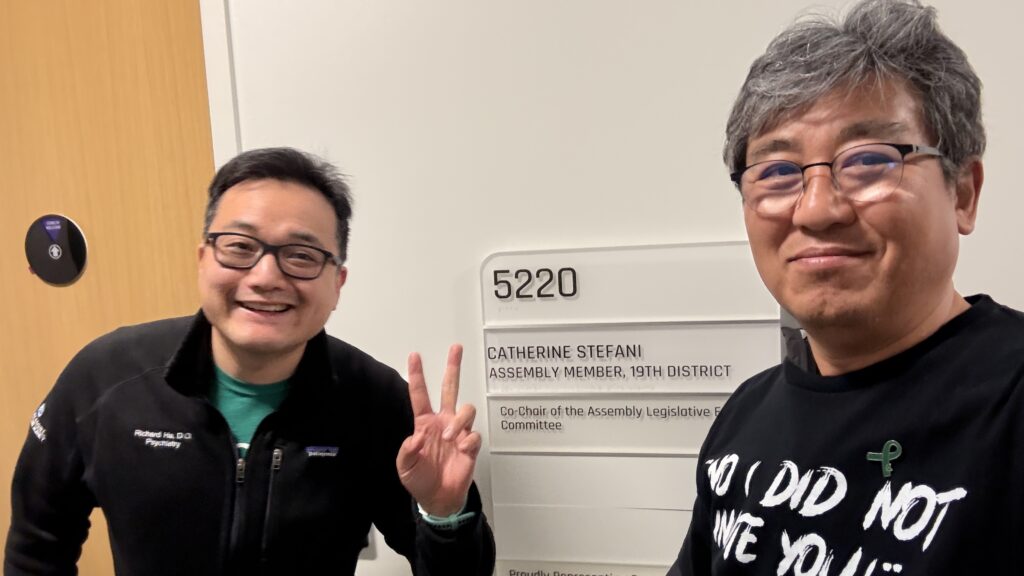 5220
CATHERINE STEFANI
ASSEMBLY MEMBER, 19TH DISTRICT
Co-Chair of the Assembly Legislative
Committee
Proudly
Richard Ha, D.O.
Psychiatry
patagonia
NO I DID NOT
YOU